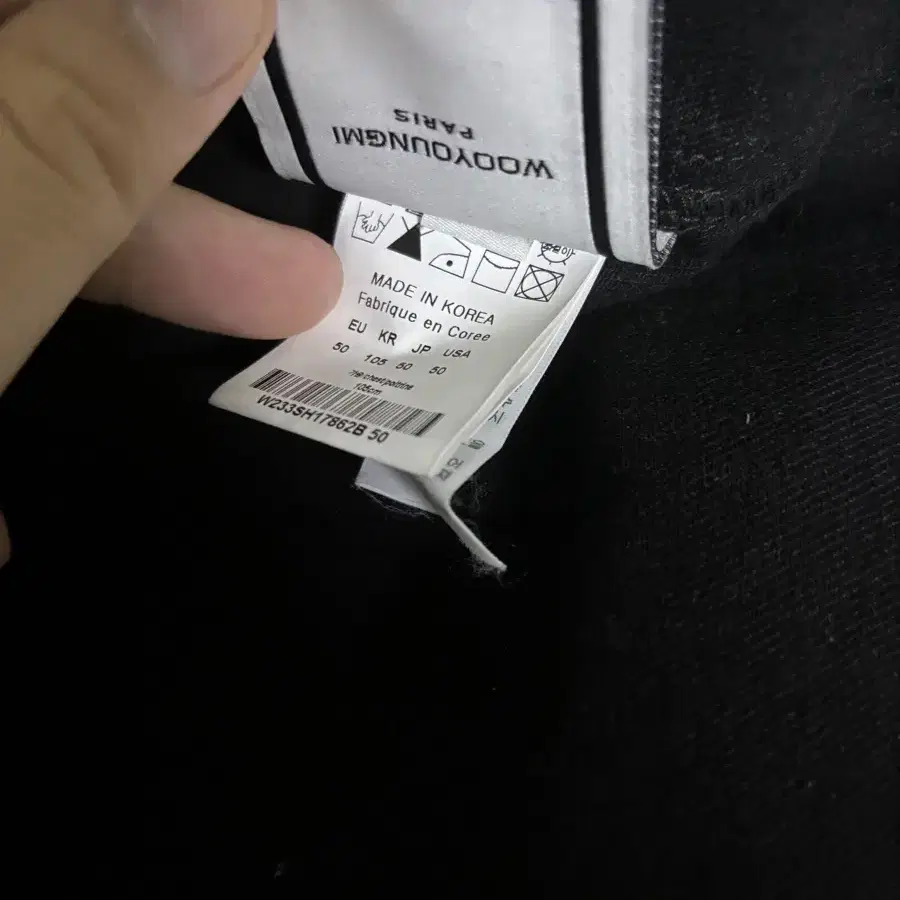 WOOYOUNGMI
PARIS
MADE IN KOREA
Fabrique en Coree
EU KR JP USA
50 105 50 50
105cm
W233SH17862B 50